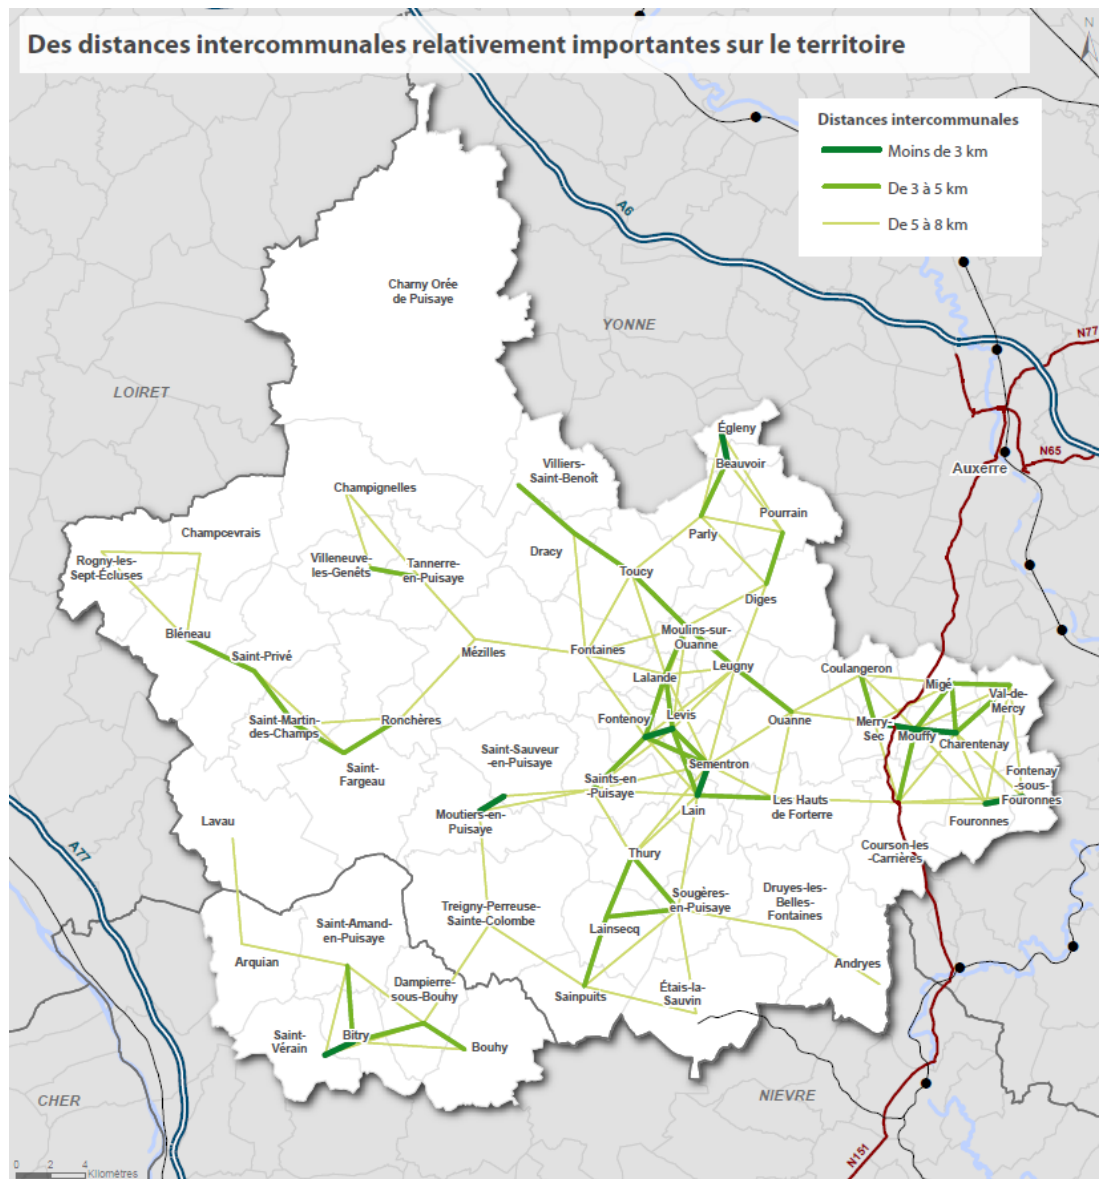 Des distances intercommunales relativement importantes sur le territoire
N
Distances intercommunales
Moins de 3 km
De 3 à 5 km
De 5 à 8 km
A6
Charny Orée
de Puisaye
YONNE
N77
LOIRET
Égleny
N65
Auxerre
Beauvoir
Villiers-
Saint-Benoît
Champignelles
Pourrain
Champcevrais
Parly
Rogny-les-
Sept-Écluses
Villeneuve-
les-Genêts
Tannerre-
en-Puisaye
Dracy
Toucy
Diges
Bléneau
Moulins-sur-
Ouanne
Saint-Privé
Mézilles
Fontaines
Leugny
Coulangeron
Lalande
Migé
Val-de-
Mercy
Saint-Martin-
des-Champs
Ronchères
Fontenoy
Levis
Ouanne
Merry-
Sec
Mouffy
Charentenay
Saint-Sauveur
-en-Puisaye
Saint-
Fargeau
Sementron
Saints-en
-Puisaye
Fontenay
-sous-
Fouronnes
Lavau
Moutiers-en-
Puisaye
Lain
Les Hauts
de Forterre
Fouronnes
A77
Thury
Courson-les
-Carrières
Treigny-Perreuse-
Sainte-Colombe
Sougères-
en-Puisaye
Druyes-les-
Belles-
Fontaines
Saint-Amand-
en-Puisaye
Lainsecq
Arquian
Andryes
Dampierre-
sous-Bouhy
Sainpuits
Étais-la-
Sauvin
Saint-
Vérain
Bitry
Bouhy
CHER
NIEVRE
N151
0 2 4
Kilomètres